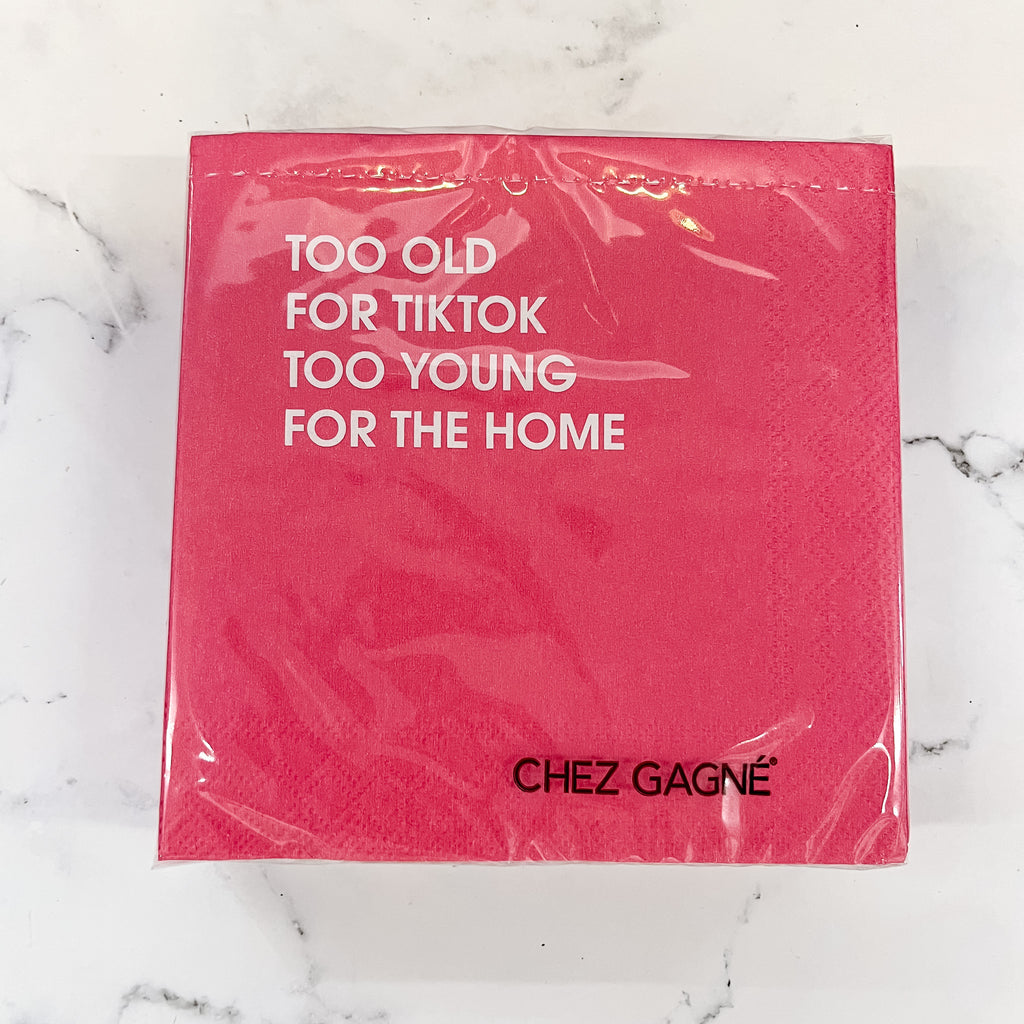 TOO OLD
FOR TIKTOK
TOO YOUNG
FOR THE HOME
CHEZ GAGNÉ®